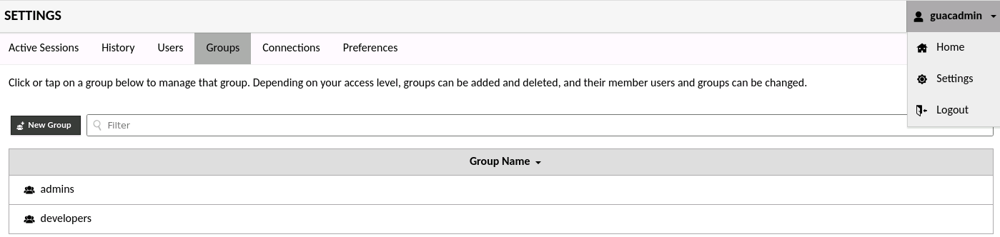 SETTINGS
guacadmin
Active Sessions History Users Groups Connections Preferences
Home
Settings
Logout
Click or tap on a group below to manage that group. Depending on your access level, groups can be added and deleted, and their member users and groups can be changed.
New Group Filter
Group Name
admins
developers